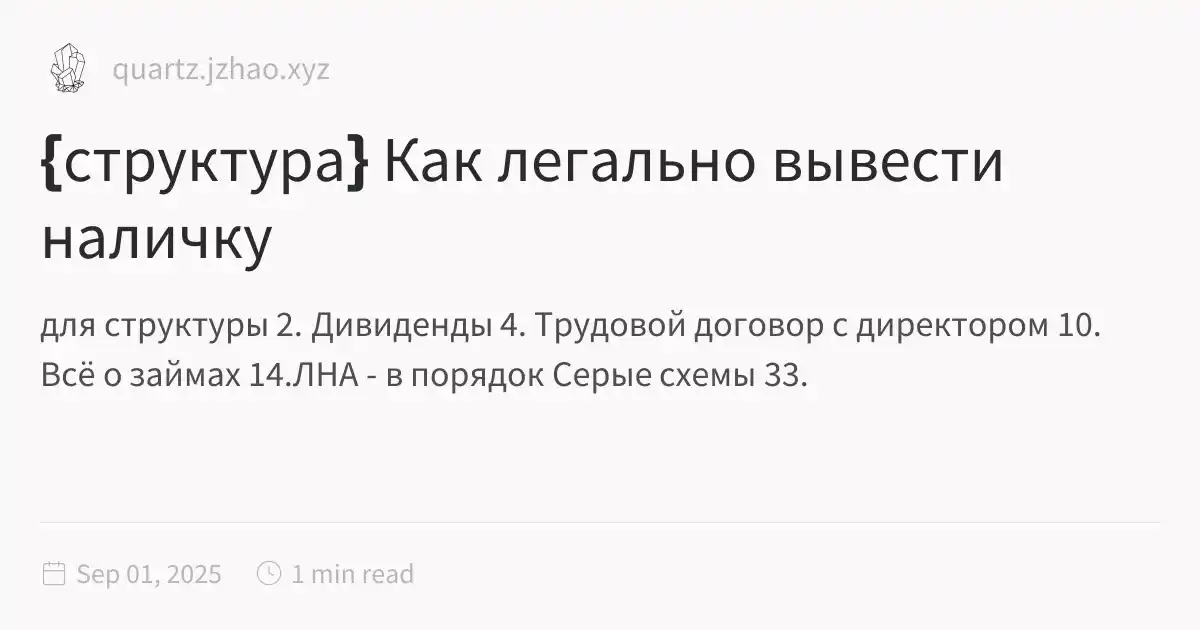 quartz.jzhao.xyz
{структура} Как легально вывести
наличку
для структуры 2. Дивиденды 4. Трудовой договор с директором 10.
Всё о займах 14.ЛНА - в порядок Серые схемы 33.
Sep 01, 2025 1 min read